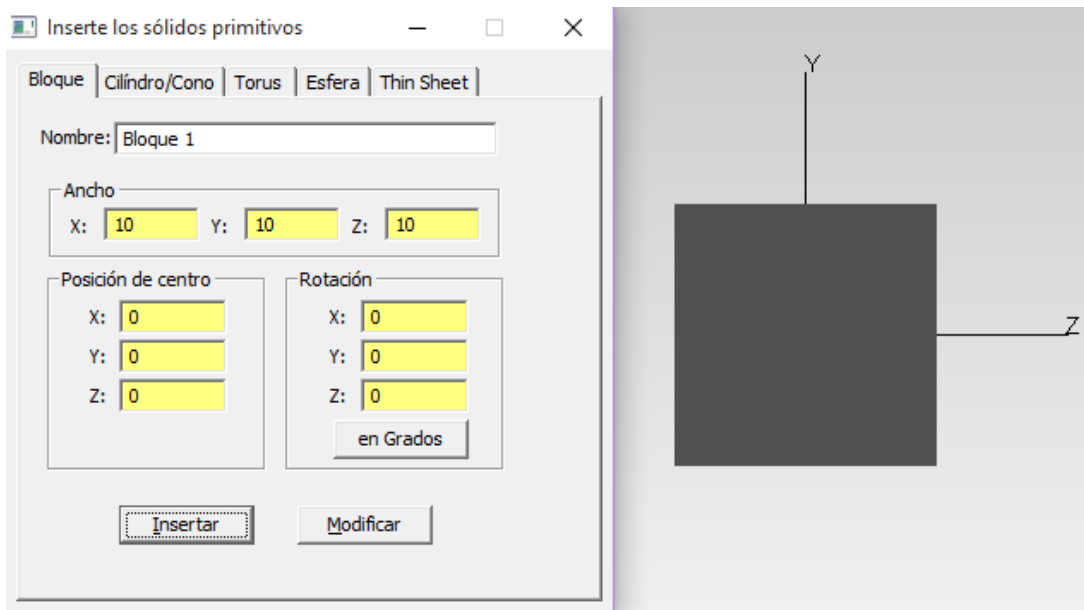 Inserte los sólidos primitivos
Bloque Cilíndro/Cono Torus Esfera Thin Sheet
Nombre: Bloque 1
Ancho
X: 10 Y: 10 Z: 10
Posición de centro
X: 0
Y: 0
Z: 0
Rotación
X: 0
Y: 0
Z: 0
en Grados
Insertar Modificar
Y
Z